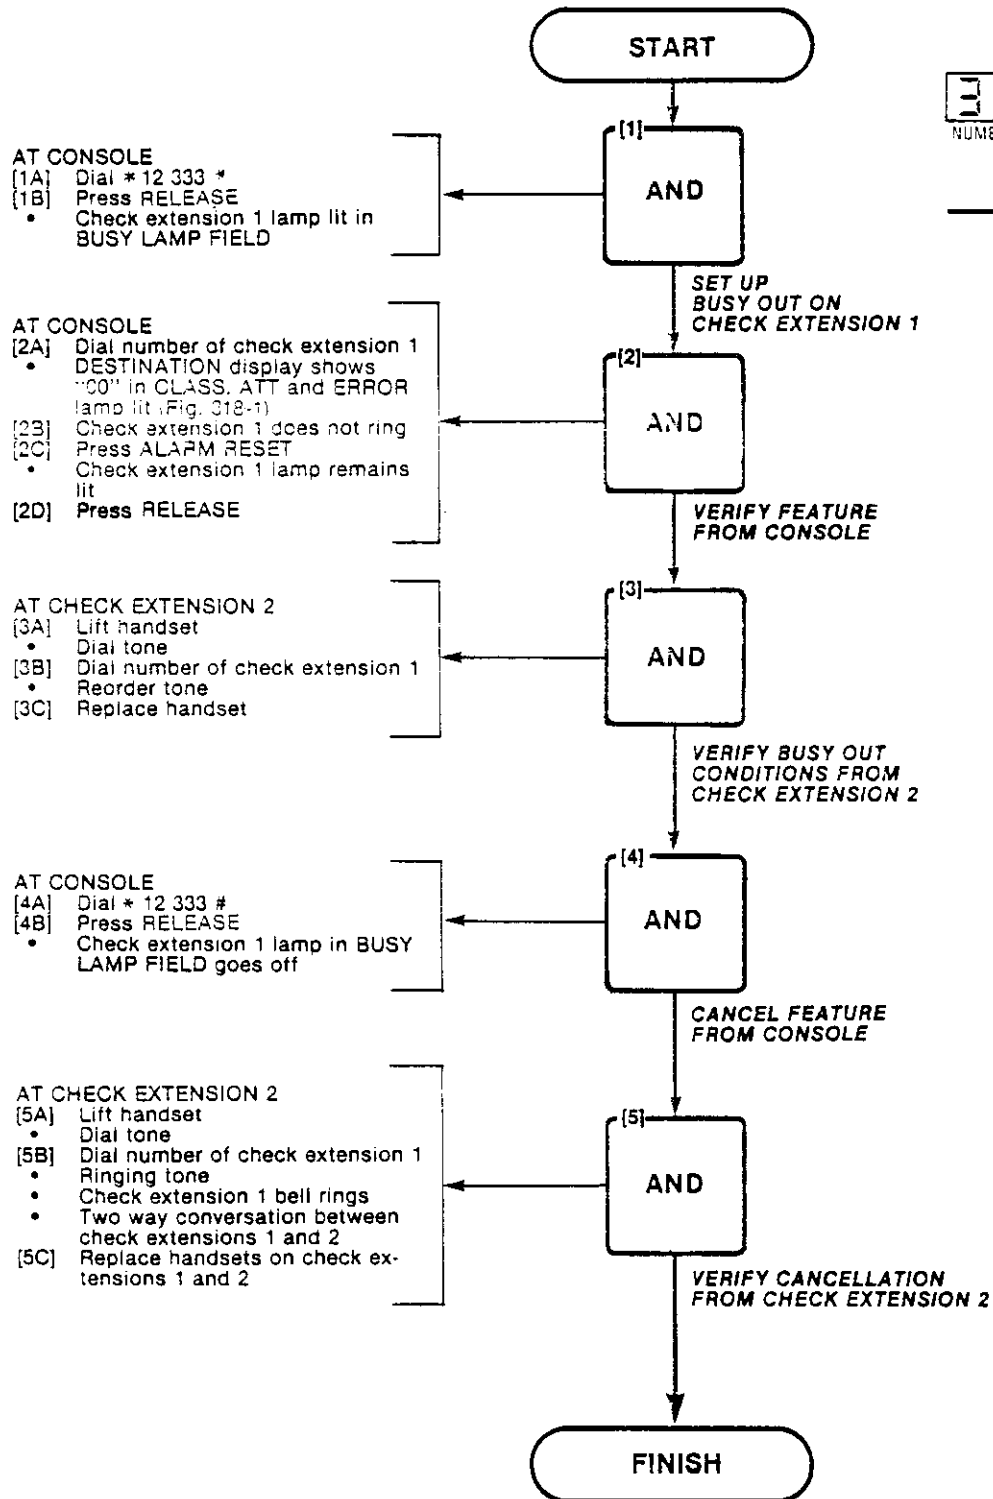 START
3
NUMB
[1]
AND
AT CONSOLE
[1A] Dial * 12 333 *
[1B] Press RELEASE
• Check extension 1 lamp lit in
BUSY LAMP FIELD
SET UP
BUSY OUT ON
CHECK EXTENSION 1
[2]
AND
AT CONSOLE
[2A] Dial number of check extension 1
• DESTINATION display shows
"00" in CLASS, ATT and ERROR
lamp lit (Fig. 318-1)
[2B] Check extension 1 does not ring
[2C] Press ALARM RESET
• Check extension 1 lamp remains
lit
[2D] Press RELEASE
VERIFY FEATURE
FROM CONSOLE
[3]
AND
AT CHECK EXTENSION 2
[3A] Lift handset
• Dial tone
[3B] Dial number of check extension 1
• Reorder tone
[3C] Replace handset
VERIFY BUSY OUT
CONDITIONS FROM
CHECK EXTENSION 2
[4]
AND
AT CONSOLE
[4A] Dial * 12 333 #
[4B] Press RELEASE
• Check extension 1 lamp in BUSY
LAMP FIELD goes off
CANCEL FEATURE
FROM CONSOLE
[5]
AND
AT CHECK EXTENSION 2
[5A] Lift handset
• Dial tone
[5B] Dial number of check extension 1
• Ringing tone
• Check extension 1 bell rings
• Two way conversation between
check extensions 1 and 2
[5C] Replace handsets on check ex-
tensions 1 and 2
VERIFY CANCELLATION
FROM CHECK EXTENSION 2
FINISH